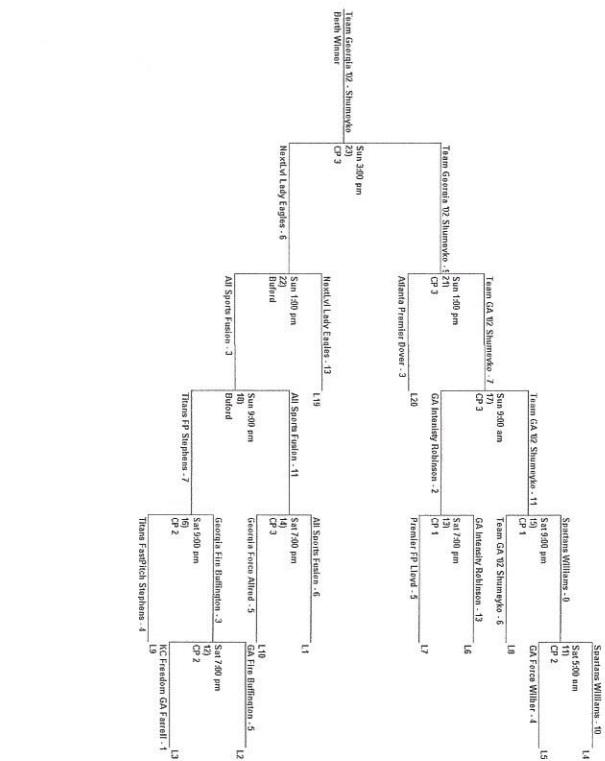 Spartans Williams - 10
L4
Sat 5:00 am
11)
CP 2
Spartans Williams - 0
GA Force Wilber - 4
L5
Sat 9:00 pm
15)
CP 1
Team GA '02 Shumeyko - 11
Team GA '02 Shumeyko - 6
L8
Sun 9:00 am
17)
CP 3
Team GA '02 Shumeyko - 7
GA Intenisty Robinson - 13
L6
Sat 7:00 pm
13)
CP 1
GA Intenisty Robinson - 2
Premier FP Lloyd - 5
L7
Sun 1:00 pm
21)
CP 3
Team Georgia '02 Shumeyko - 9
Atlanta Premier Dover - 3
L20
Sun 3:00 pm
23)
CP 3
Team Georgia '02 - Shumeyko
Berth Winner
NextLvl Lady Eagles - 13
L19
Sun 1:00 pm
22)
Buford
NextLvl Lady Eagles - 6
All Sports Fusion - 6
L1
Sat 7:00 pm
14)
CP 3
All Sports Fusion - 11
Georgia Force Alfred - 5
L10
Sun 9:00 pm
18)
Buford
All Sports Fusion - 3
GA Fire Buffington - 5
L2
Sat 7:00 pm
12)
CP 2
Georgia Fire Buffington - 3
KC Freedom GA Farrell - 1
L3
Sat 9:00 pm
16)
CP 2
Titans FP Stephens - 7
Titans FastPitch Stephens - 4
L9